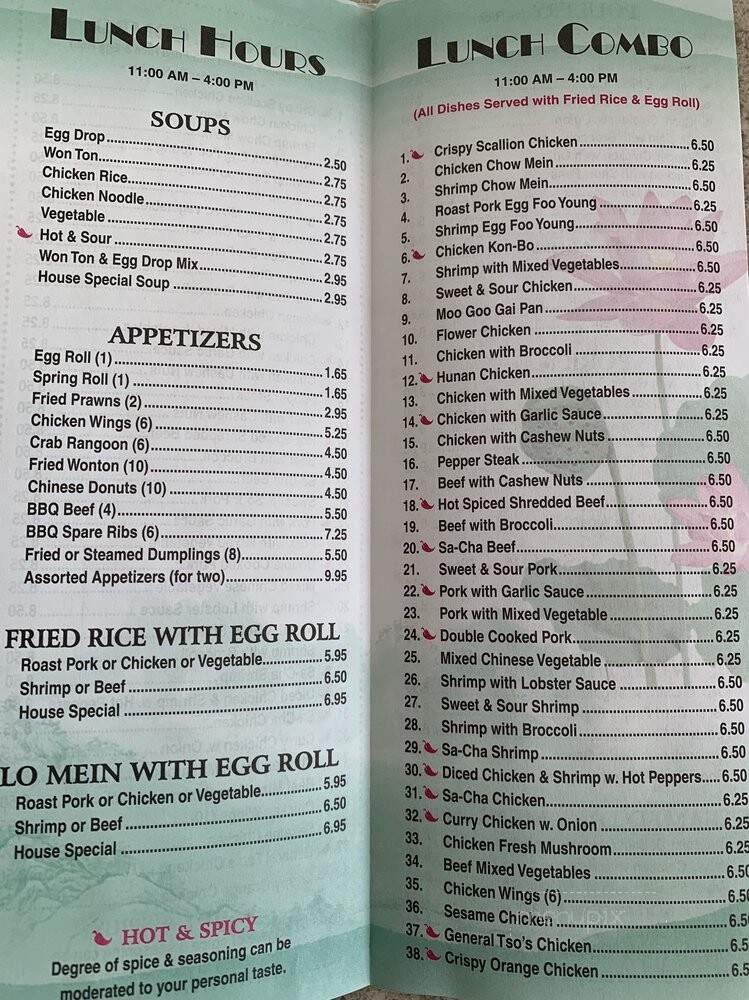 LUNCH HOURS
11:00 AM – 4:00 PM
SOUPS
Egg Drop 2.50
Won Ton 2.75
Chicken Rice 2.75
Chicken Noodle 2.75
Vegetable 2.75
Hot & Sour 2.75
Won Ton & Egg Drop Mix 2.95
House Special Soup 2.95
APPETIZERS
Egg Roll (1) 1.65
Spring Roll (1) 1.65
Fried Prawns (2) 2.95
Chicken Wings (6) 5.25
Crab Rangoon (6) 4.50
Fried Wonton (10) 4.50
Chinese Donuts (10) 4.50
BBQ Beef (4) 5.50
BBQ Spare Ribs (6) 7.25
Fried or Steamed Dumplings (8) 5.50
Assorted Appetizers (for two) 9.95
FRIED RICE WITH EGG ROLL
Roast Pork or Chicken or Vegetable 5.95
Shrimp or Beef 6.50
House Special 6.95
LO MEIN WITH EGG ROLL
Roast Pork or Chicken or Vegetable 5.95
Shrimp or Beef 6.50
House Special 6.95
HOT & SPICY
Degree of spice & seasoning can be
moderated to your personal taste.
LUNCH COMBO
11:00 AM – 4:00 PM
(All Dishes Served with Fried Rice & Egg Roll)
1. Crispy Scallion Chicken 6.50
2. Chicken Chow Mein 6.25
3. Shrimp Chow Mein 6.50
4. Roast Pork Egg Foo Young 6.25
5. Shrimp Egg Foo Young 6.50
6. Chicken Kon-Bo 6.50
7. Shrimp with Mixed Vegetables 6.50
8. Sweet & Sour Chicken 6.25
9. Moo Goo Gai Pan 6.25
10. Flower Chicken 6.25
11. Chicken with Broccoli 6.25
12. Hunan Chicken 6.25
13. Chicken with Mixed Vegetables 6.25
14. Chicken with Garlic Sauce 6.25
15. Chicken with Cashew Nuts 6.50
16. Pepper Steak 6.50
17. Beef with Cashew Nuts 6.50
18. Hot Spiced Shredded Beef 6.50
19. Beef with Broccoli 6.50
20. Sa-Cha Beef 6.50
21. Sweet & Sour Pork 6.25
22. Pork with Garlic Sauce 6.25
23. Pork with Mixed Vegetable 6.25
24. Double Cooked Pork 6.25
25. Mixed Chinese Vegetable 6.25
26. Shrimp with Lobster Sauce 6.50
27. Sweet & Sour Shrimp 6.50
28. Shrimp with Broccoli 6.50
29. Sa-Cha Shrimp 6.50
30. Diced Chicken & Shrimp w. Hot Peppers 6.50
31. Sa-Cha Chicken 6.25
32. Curry Chicken w. Onion 6.25
33. Chicken Fresh Mushroom 6.25
34. Beef Mixed Vegetables 6.50
35. Chicken Wings (6) 6.50
36. Sesame Chicken 6.50
37. General Tso's Chicken 6.50
38. Crispy Orange Chicken 6.5